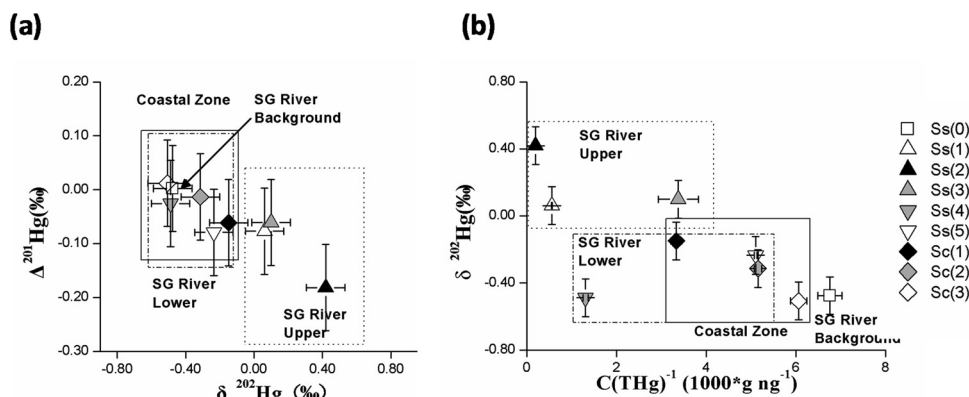 (a)
(b)
0.20
0.10
0.00
-0.10
-0.20
-0.30
Δ²⁰¹Hg(‰)
Coastal Zone
SG River
Background
SG River
Lower
SG River
Upper
-0.80
-0.40
0.00
0.40
0.80
δ ²⁰²Hg (‰)
0.80
0.40
0.00
-0.40
-0.80
δ ²⁰²Hg(‰)
SG River
Upper
SG River
Lower
Coastal Zone
SG River
Background
0
2
4
6
8
C(THg)⁻¹ (1000*g ng⁻¹)
Ss(0)
Ss(1)
Ss(2)
Ss(3)
Ss(4)
Ss(5)
Sc(1)
Sc(2)
Sc(3)